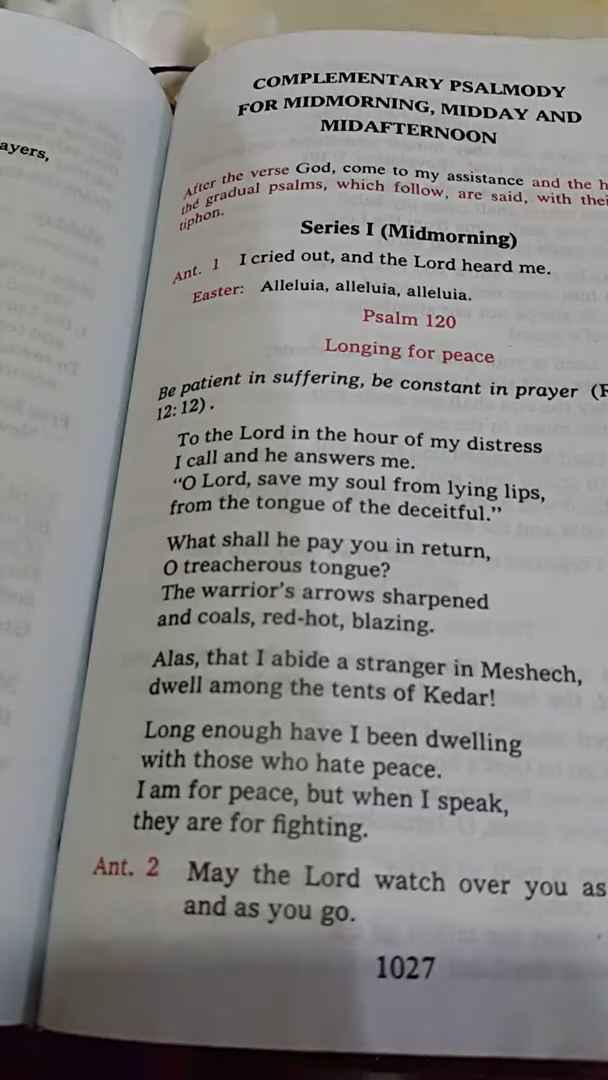 ayers,
COMPLEMENTARY PSALMODY
FOR MIDMORNING, MIDDAY AND
MIDAFTERNOON
After the verse God, come to my assistance and the h
the gradual psalms, which follow, are said, with thei
tiphon.
Series I (Midmorning)
Ant. 1 I cried out, and the Lord heard me.
Easter: Alleluia, alleluia, alleluia.
Psalm 120
Longing for peace
Be patient in suffering, be constant in prayer (R
12:12).
To the Lord in the hour of my distress
I call and he answers me.
“O Lord, save my soul from lying lips,
from the tongue of the deceitful.”
What shall he pay you in return,
O treacherous tongue?
The warrior’s arrows sharpened
and coals, red-hot, blazing.
Alas, that I abide a stranger in Meshech,
dwell among the tents of Kedar!
Long enough have I been dwelling
with those who hate peace.
I am for peace, but when I speak,
they are for fighting.
Ant. 2 May the Lord watch over you as
and as you go.
1027